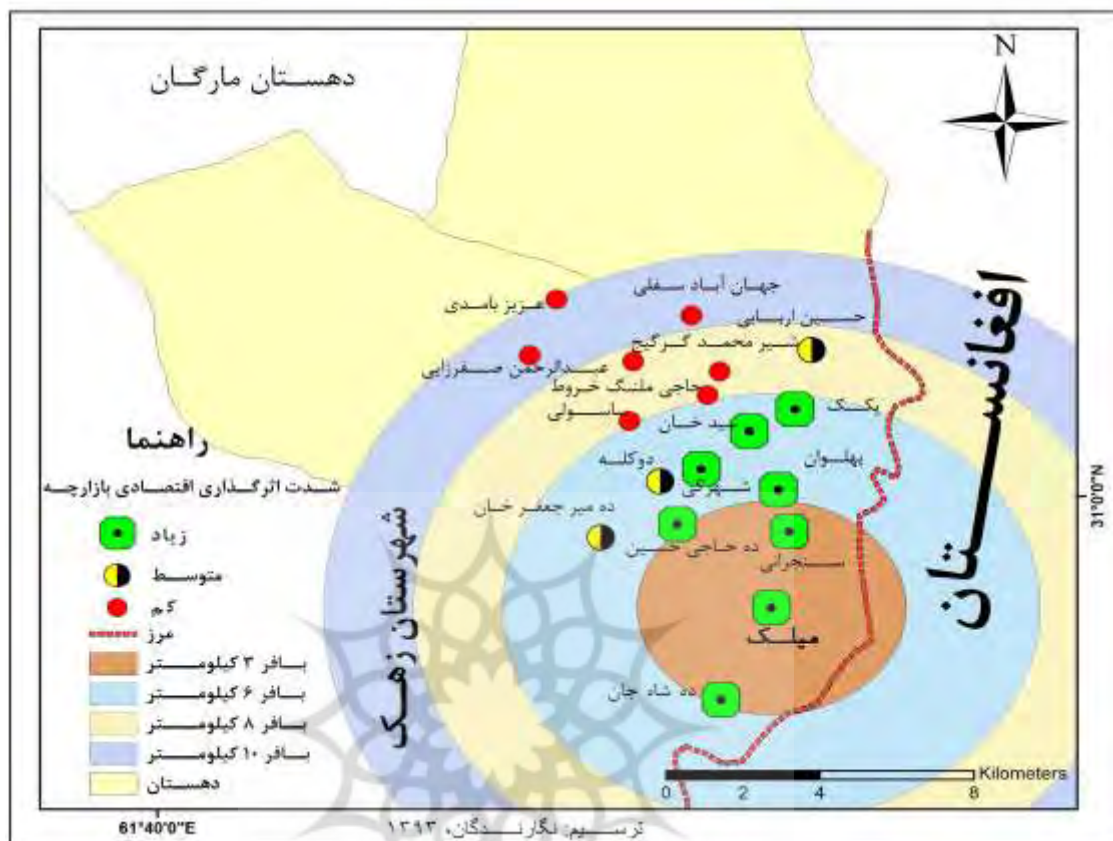 N
دهستان مارگان
افغانستان
جهان آباد سفلی
عزیز بامدی
حسین اربابی
شیر محمد گرگیج
عبدالرحمن صفرزایی
حاجی ملنگ خروط
ساسولی
یکک
سید خان
پهلوان
دوکله
شهرکی
ده میر جعفر خان
ده حاجی حسین
سنجرانی
میلک
ده شاه جان
شهرستان زهک
راهنما
شدت اثرگذاری اقتصادی بازارچه
زیاد
متوسط
کم
مرز
بافر ۳ کیلومتر
بافر ۶ کیلومتر
بافر ۸ کیلومتر
بافر ۱۰ کیلومتر
دهستان
Kilometers
0 2 4 8
31°0'0"N
61°40'0"E
ترسیم: نگارندگان، ۱۳۹۳